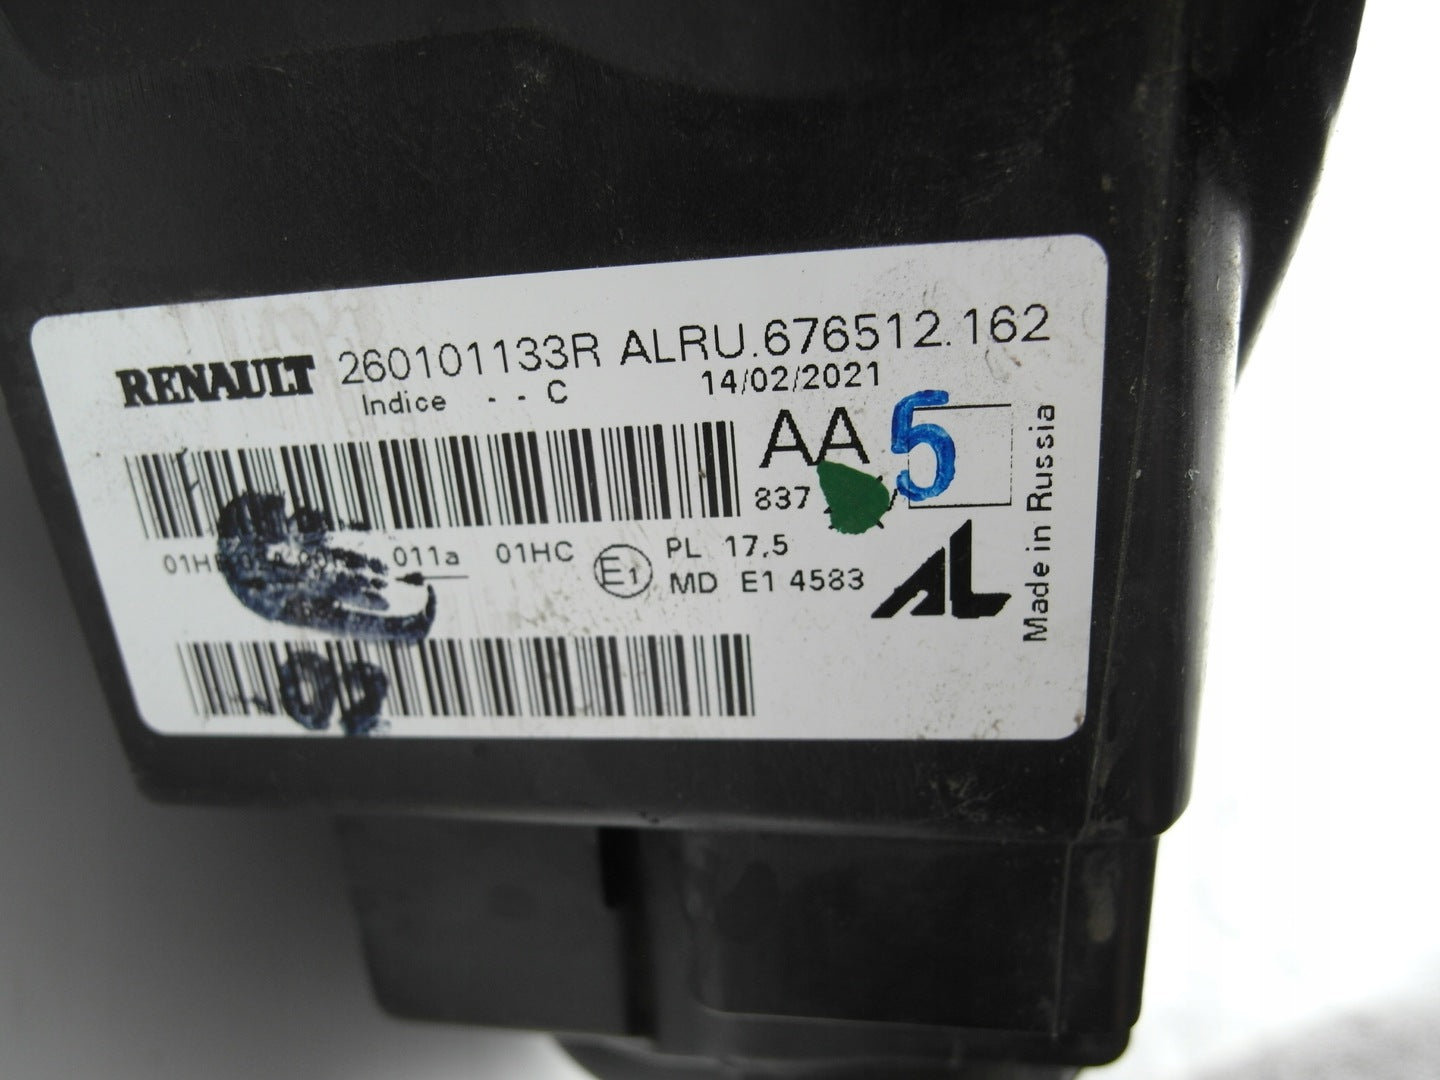 RENAULT 260101133R ALRU.676512.162
Indice - - C 14/02/2021
AA 5
837
011a 01HC E1 PL 17,5
MD E1 4583
AL
Made in Russia